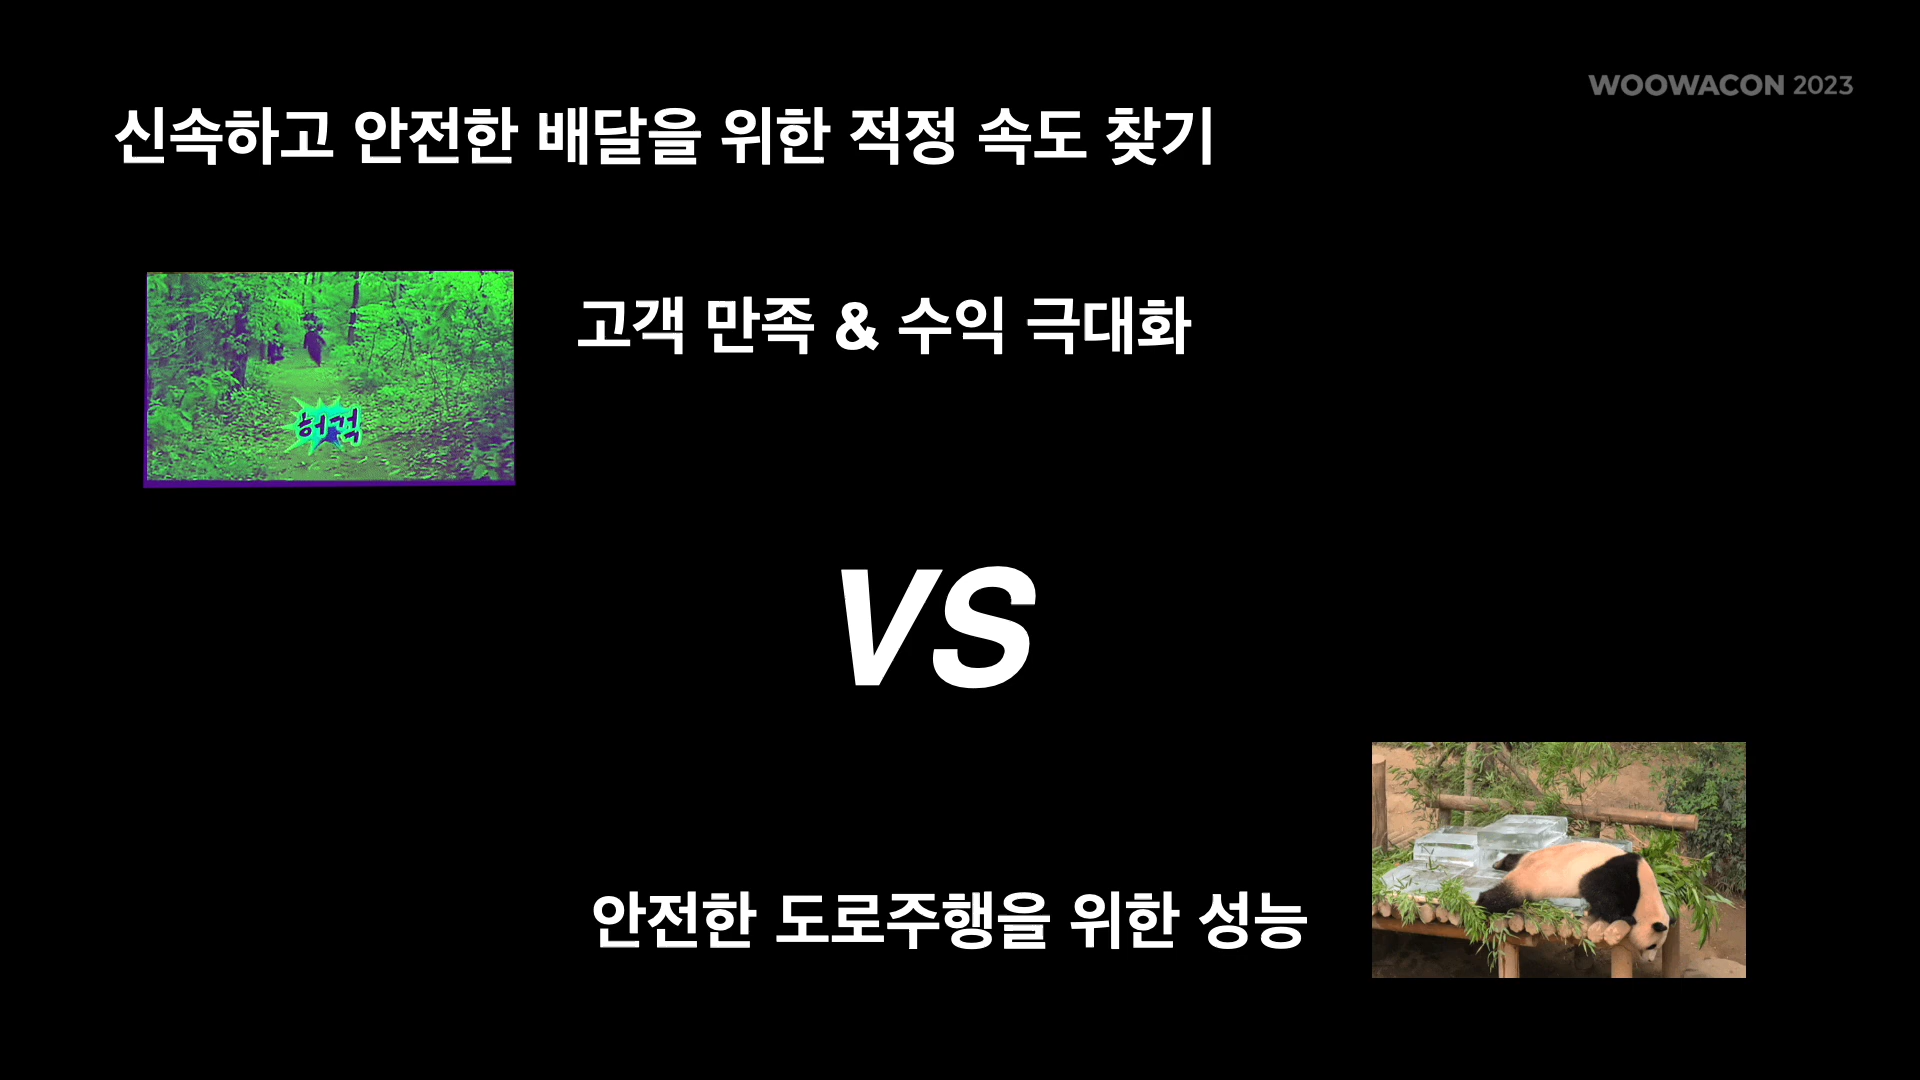 WOOWACON 2023
신속하고 안전한 배달을 위한 적정 속도 찾기
고객 만족 & 수익 극대화
허걱
VS
안전한 도로주행을 위한 성능